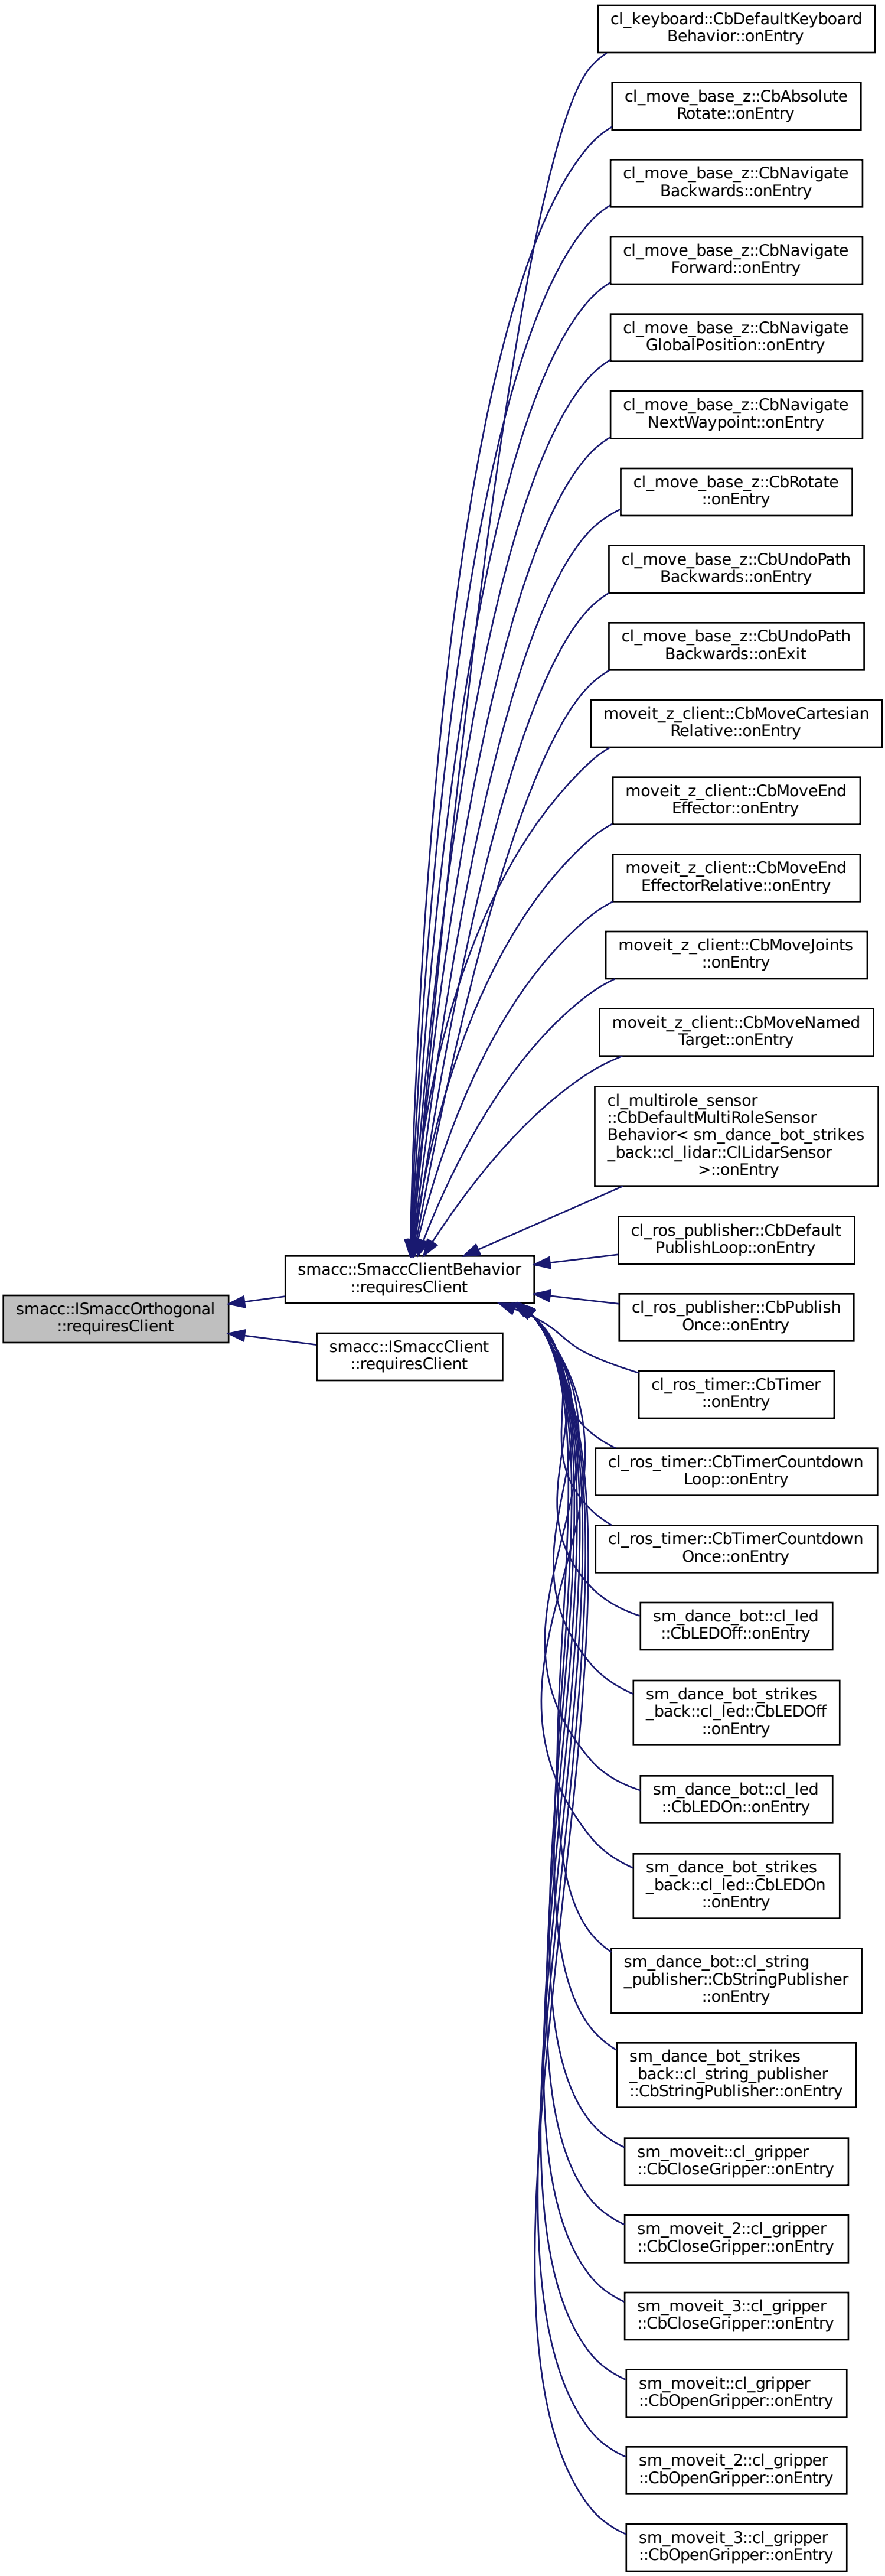 cl_keyboard::CbDefaultKeyboard
Behavior::onEntry
cl_move_base_z::CbAbsolute
Rotate::onEntry
cl_move_base_z::CbNavigate
Backwards::onEntry
cl_move_base_z::CbNavigate
Forward::onEntry
cl_move_base_z::CbNavigate
GlobalPosition::onEntry
cl_move_base_z::CbNavigate
NextWaypoint::onEntry
cl_move_base_z::CbRotate
::onEntry
cl_move_base_z::CbUndoPath
Backwards::onEntry
cl_move_base_z::CbUndoPath
Backwards::onExit
moveit_z_client::CbMoveCartesian
Relative::onEntry
moveit_z_client::CbMoveEnd
Effector::onEntry
moveit_z_client::CbMoveEnd
EffectorRelative::onEntry
moveit_z_client::CbMoveJoints
::onEntry
moveit_z_client::CbMoveNamed
Target::onEntry
cl_multirole_sensor
::CbDefaultMultiRoleSensor
Behavior< sm_dance_bot_strikes
_back::cl_lidar::ClLidarSensor
>::onEntry
cl_ros_publisher::CbDefault
PublishLoop::onEntry
smacc::SmaccClientBehavior
::requiresClient
smacc::ISmaccOrthogonal
::requiresClient
cl_ros_publisher::CbPublish
Once::onEntry
smacc::ISmaccClient
::requiresClient
cl_ros_timer::CbTimer
::onEntry
cl_ros_timer::CbTimerCountdown
Loop::onEntry
cl_ros_timer::CbTimerCountdown
Once::onEntry
sm_dance_bot::cl_led
::CbLEDOff::onEntry
sm_dance_bot_strikes
_back::cl_led::CbLEDOff
::onEntry
sm_dance_bot::cl_led
::CbLEDOn::onEntry
sm_dance_bot_strikes
_back::cl_led::CbLEDOn
::onEntry
sm_dance_bot::cl_string
_publisher::CbStringPublisher
::onEntry
sm_dance_bot_strikes
_back::cl_string_publisher
::CbStringPublisher::onEntry
sm_moveit::cl_gripper
::CbCloseGripper::onEntry
sm_moveit_2::cl_gripper
::CbCloseGripper::onEntry
sm_moveit_3::cl_gripper
::CbCloseGripper::onEntry
sm_moveit::cl_gripper
::CbOpenGripper::onEntry
sm_moveit_2::cl_gripper
::CbOpenGripper::onEntry
sm_moveit_3::cl_gripper
::CbOpenGripper::onEntry